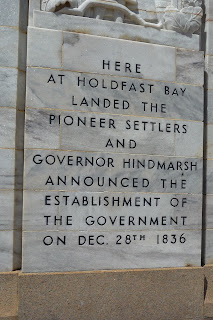 HERE
AT HOLDFAST BAY
LANDED THE
PIONEER SETTLERS
AND
GOVERNOR HINDMARSH
ANNOUNCED THE
ESTABLISHMENT OF
THE GOVERNMENT
ON DEC. 28TH 1836